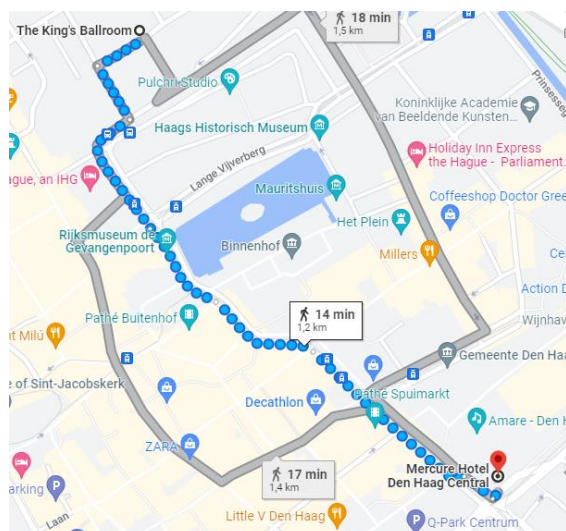 The King's Ballroom
18 min
1,5 km
Prinsesseg
Pulchri Studio
Koninklijke Academie
van Beeldende Kunsten...
Haags Historisch Museum
Holiday Inn Express
the Hague - Parliament...
Lange Vijverberg
ague, an IHG
Mauritshuis
Coffeeshop Doctor Gree
Het Plein
Rijksmuseum de
Gevangenpoort
Binnenhof
Millers
Cen
Action D
Pathé Buitenhof
14 min
1,2 km
Wijnhav
nt Milú
Gemeente Den Haa
e of Sint-Jacobskerk
Decathlon
Pathé Spuimarkt
Amare - Den H
ZARA
Mercure Hotel
Den Haag Central
17 min
1,4 km
arking
P
Laan
Little V Den Haag
P
Q-Park Centrum